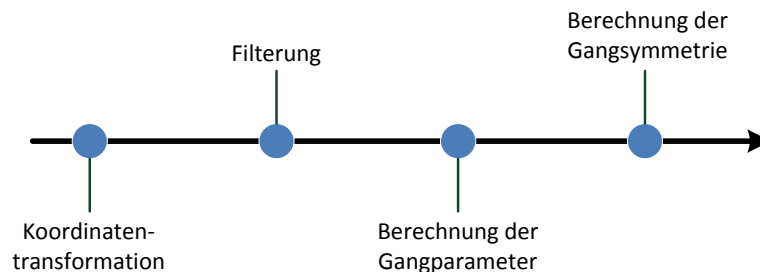 Berechnung der
Gangsymmetrie
Filterung
Koordinaten-
transformation
Berechnung der
Gangparameter